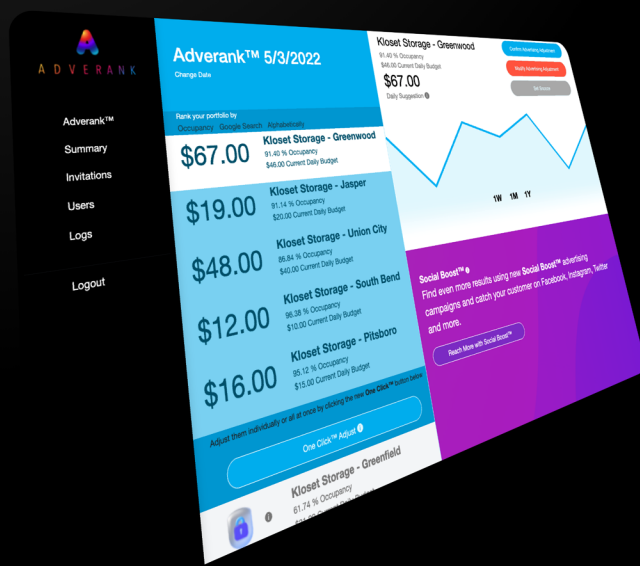 ADVERANK
Adverank™
Summary
Invitations
Users
Logs
Logout
Adverank™ 5/3/2022
Change Date
Rank your portfolio by
Occupancy Google Search Alphabetically
$67.00
Kloset Storage - Greenwood
91.40 % Occupancy
$46.00 Current Daily Budget
$19.00
Kloset Storage - Jasper
91.14 % Occupancy
$20.00 Current Daily Budget
$48.00
Kloset Storage - Union City
86.84 % Occupancy
$40.00 Current Daily Budget
$12.00
Kloset Storage - South Bend
96.38 % Occupancy
$10.00 Current Daily Budget
$16.00
Kloset Storage - Pitsboro
95.12 % Occupancy
$15.00 Current Daily Budget
Adjust them individually or all at once by clicking the new One Click™ button below
One Click™ Adjust
Kloset Storage - Greenfield
61.74 % Occupancy
Kloset Storage - Greenwood
91.40 % Occupancy
$46.00 Current Daily Budget
$67.00
Daily Suggestion
Confirm Advertising Adjustment
Modify Advertising Adjustment
Set Snooze
1W 1M 1Y
Social Boost™
Find even more results using new Social Boost™ advertising
campaigns and catch your customer on Facebook, Instagram, Twitter
and more.
Reach More with Social Boost™